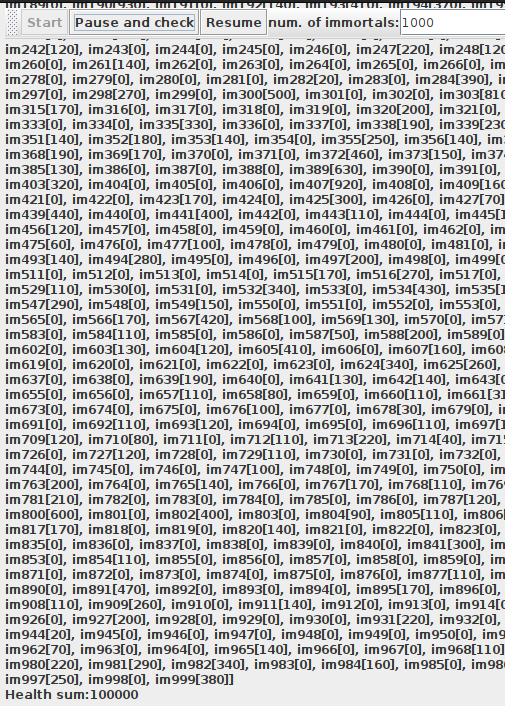 Start Pause and check Resume num. of immortals: 1000
im242[120], im243[0], im244[0], im245[0], im246[0], im247[220], im248[120
im260[0], im261[140], im262[0], im263[0], im264[0], im265[0], im266[0], im
im278[0], im279[0], im280[0], im281[0], im282[20], im283[0], im284[390], im
im297[0], im298[270], im299[0], im300[500], im301[0], im302[0], im303[810
im315[170], im316[0], im317[0], im318[0], im319[0], im320[200], im321[0],
im333[0], im334[0], im335[330], im336[0], im337[0], im338[190], im339[230
im351[140], im352[180], im353[140], im354[0], im355[250], im356[140], im3
im368[190], im369[170], im370[0], im371[0], im372[460], im373[150], im374
im385[130], im386[0], im387[0], im388[0], im389[630], im390[0], im391[0],
im403[320], im404[0], im405[0], im406[0], im407[920], im408[0], im409[160
im421[0], im422[0], im423[170], im424[0], im425[300], im426[0], im427[70]
im439[440], im440[0], im441[400], im442[0], im443[110], im444[0], im445[1
im456[120], im457[0], im458[0], im459[0], im460[0], im461[0], im462[0], im
im475[60], im476[0], im477[100], im478[0], im479[0], im480[0], im481[0], im
im493[140], im494[280], im495[0], im496[0], im497[200], im498[0], im499[0
im511[0], im512[0], im513[0], im514[0], im515[170], im516[270], im517[0],
im529[110], im530[0], im531[0], im532[340], im533[0], im534[430], im535[1
im547[290], im548[0], im549[150], im550[0], im551[0], im552[0], im553[0],
im565[0], im566[170], im567[420], im568[100], im569[130], im570[0], im57
im583[0], im584[110], im585[0], im586[0], im587[50], im588[200], im589[0]
im602[0], im603[130], im604[120], im605[410], im606[0], im607[160], im608
im619[0], im620[0], im621[0], im622[0], im623[0], im624[340], im625[260],
im637[0], im638[0], im639[190], im640[0], im641[130], im642[140], im643[0
im655[0], im656[0], im657[110], im658[80], im659[0], im660[110], im661[31
im673[0], im674[0], im675[0], im676[100], im677[0], im678[30], im679[0], im
im691[0], im692[110], im693[120], im694[0], im695[0], im696[110], im697[1
im709[120], im710[80], im711[0], im712[110], im713[220], im714[40], im715
im726[0], im727[120], im728[0], im729[110], im730[0], im731[0], im732[0],
im744[0], im745[0], im746[0], im747[100], im748[0], im749[0], im750[0], im
im763[200], im764[0], im765[140], im766[0], im767[170], im768[110], im769
im781[210], im782[0], im783[0], im784[0], im785[0], im786[0], im787[120],
im800[600], im801[0], im802[400], im803[0], im804[90], im805[110], im806[
im817[170], im818[0], im819[0], im820[140], im821[0], im822[0], im823[0],
im835[0], im836[0], im837[0], im838[0], im839[0], im840[0], im841[300], im
im853[0], im854[110], im855[0], im856[0], im857[0], im858[0], im859[0], im
im871[0], im872[0], im873[0], im874[0], im875[0], im876[0], im877[110], im
im890[0], im891[470], im892[0], im893[0], im894[0], im895[170], im896[0],
im908[110], im909[260], im910[0], im911[140], im912[0], im913[0], im914[0
im926[0], im927[200], im928[0], im929[0], im930[0], im931[220], im932[0],
im944[20], im945[0], im946[0], im947[0], im948[0], im949[0], im950[0], im9
im962[70], im963[0], im964[0], im965[140], im966[0], im967[0], im968[110]
im980[220], im981[290], im982[340], im983[0], im984[160], im985[0], im986
im997[250], im998[0], im999[380]]
Health sum:100000